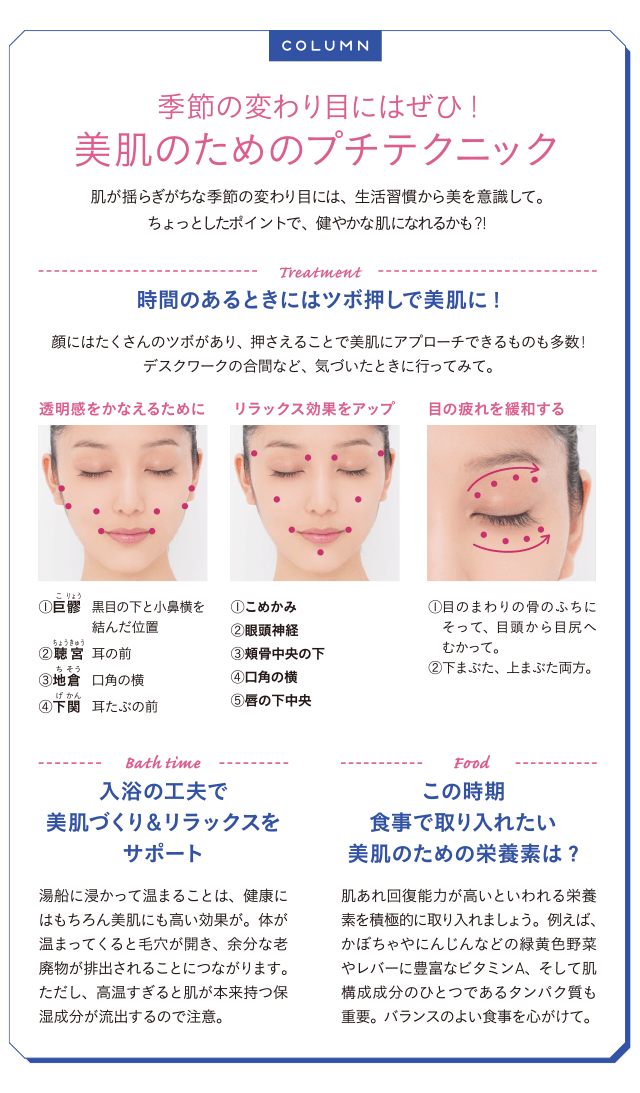 COLUMN
季節の変わり目にはぜひ！
美肌のためのプチテクニック
肌が揺らぎがちな季節の変わり目には、生活習慣から美を意識して。
ちょっとしたポイントで、健やかな肌になれるかも?!
Treatment
時間のあるときにはツボ押しで美肌に！
顔にはたくさんのツボがあり、押さえることで美肌にアプローチできるものも多数！
デスクワークの合間など、気づいたときに行ってみて。
透明感をかなえるために
こりょう
①巨髎 黒目の下と小鼻横を
結んだ位置
ちょうきゅう
②聴宮 耳の前
ちそう
③地倉 口角の横
げかん
④下関 耳たぶの前
リラックス効果をアップ
①こめかみ
②眼頭神経
③頬骨中央の下
④口角の横
⑤唇の下中央
目の疲れを緩和する
①目のまわりの骨のふちに
そって、目頭から目尻へ
むかって。
②下まぶた、上まぶた両方。
Bath time
入浴の工夫で
美肌づくり&リラックスを
サポート
湯船に浸かって温まることは、健康に
はもちろん美肌にも高い効果が。体が
温まってくると毛穴が開き、余分な老
廃物が排出されることにつながります。
ただし、高温すぎると肌が本来持つ保
湿成分が流出するので注意。
Food
この時期
食事で取り入れたい
美肌のための栄養素は？
肌あれ回復能力が高いといわれる栄養
素を積極的に取り入れましょう。例えば、
かぼちゃやにんじんなどの緑黄色野菜
やレバーに豊富なビタミンA、そして肌
構成成分のひとつであるタンパク質も
重要。バランスのよい食事を心がけて。